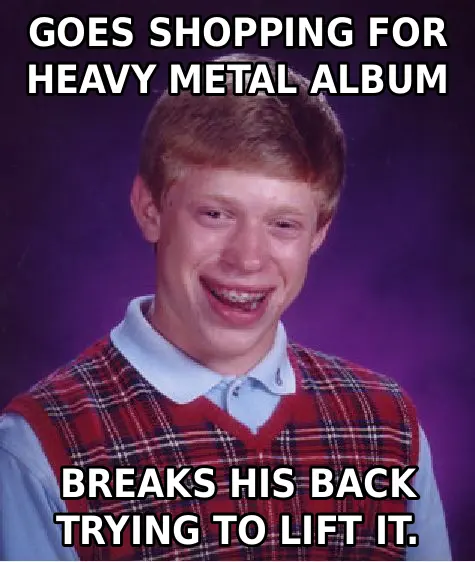 GOES SHOPPING FOR
HEAVY METAL ALBUM
BREAKS HIS BACK
TRYING TO LIFT IT.